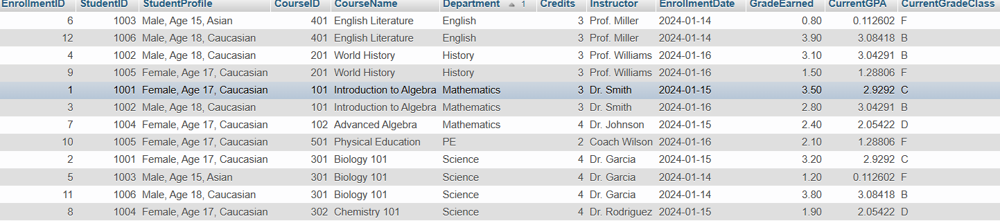 EnrollmentID StudentID StudentProfile CourseID CourseName Department 1 Credits Instructor EnrollmentDate GradeEarned CurrentGPA CurrentGradeClass
6 1003 Male, Age 15, Asian 401 English Literature English 3 Prof. Miller 2024-01-14 0.80 0.112602 F
12 1006 Male, Age 18, Caucasian 401 English Literature English 3 Prof. Miller 2024-01-14 3.90 3.08418 B
4 1002 Male, Age 18, Caucasian 201 World History History 3 Prof. Williams 2024-01-16 3.10 3.04291 B
9 1005 Female, Age 17, Caucasian 201 World History History 3 Prof. Williams 2024-01-16 1.50 1.28806 F
1 1001 Female, Age 17, Caucasian 101 Introduction to Algebra Mathematics 3 Dr. Smith 2024-01-15 3.50 2.9292 C
3 1002 Male, Age 18, Caucasian 101 Introduction to Algebra Mathematics 3 Dr. Smith 2024-01-16 2.80 3.04291 B
7 1004 Female, Age 17, Caucasian 102 Advanced Algebra Mathematics 4 Dr. Johnson 2024-01-15 2.40 2.05422 D
10 1005 Female, Age 17, Caucasian 501 Physical Education PE 2 Coach Wilson 2024-01-16 2.10 1.28806 F
2 1001 Female, Age 17, Caucasian 301 Biology 101 Science 4 Dr. Garcia 2024-01-15 3.20 2.9292 C
5 1003 Male, Age 15, Asian 301 Biology 101 Science 4 Dr. Garcia 2024-01-14 1.20 0.112602 F
11 1006 Male, Age 18, Caucasian 301 Biology 101 Science 4 Dr. Garcia 2024-01-14 3.80 3.08418 B
8 1004 Female, Age 17, Caucasian 302 Chemistry 101 Science 4 Dr. Rodriguez 2024-01-15 1.90 2.05422 D